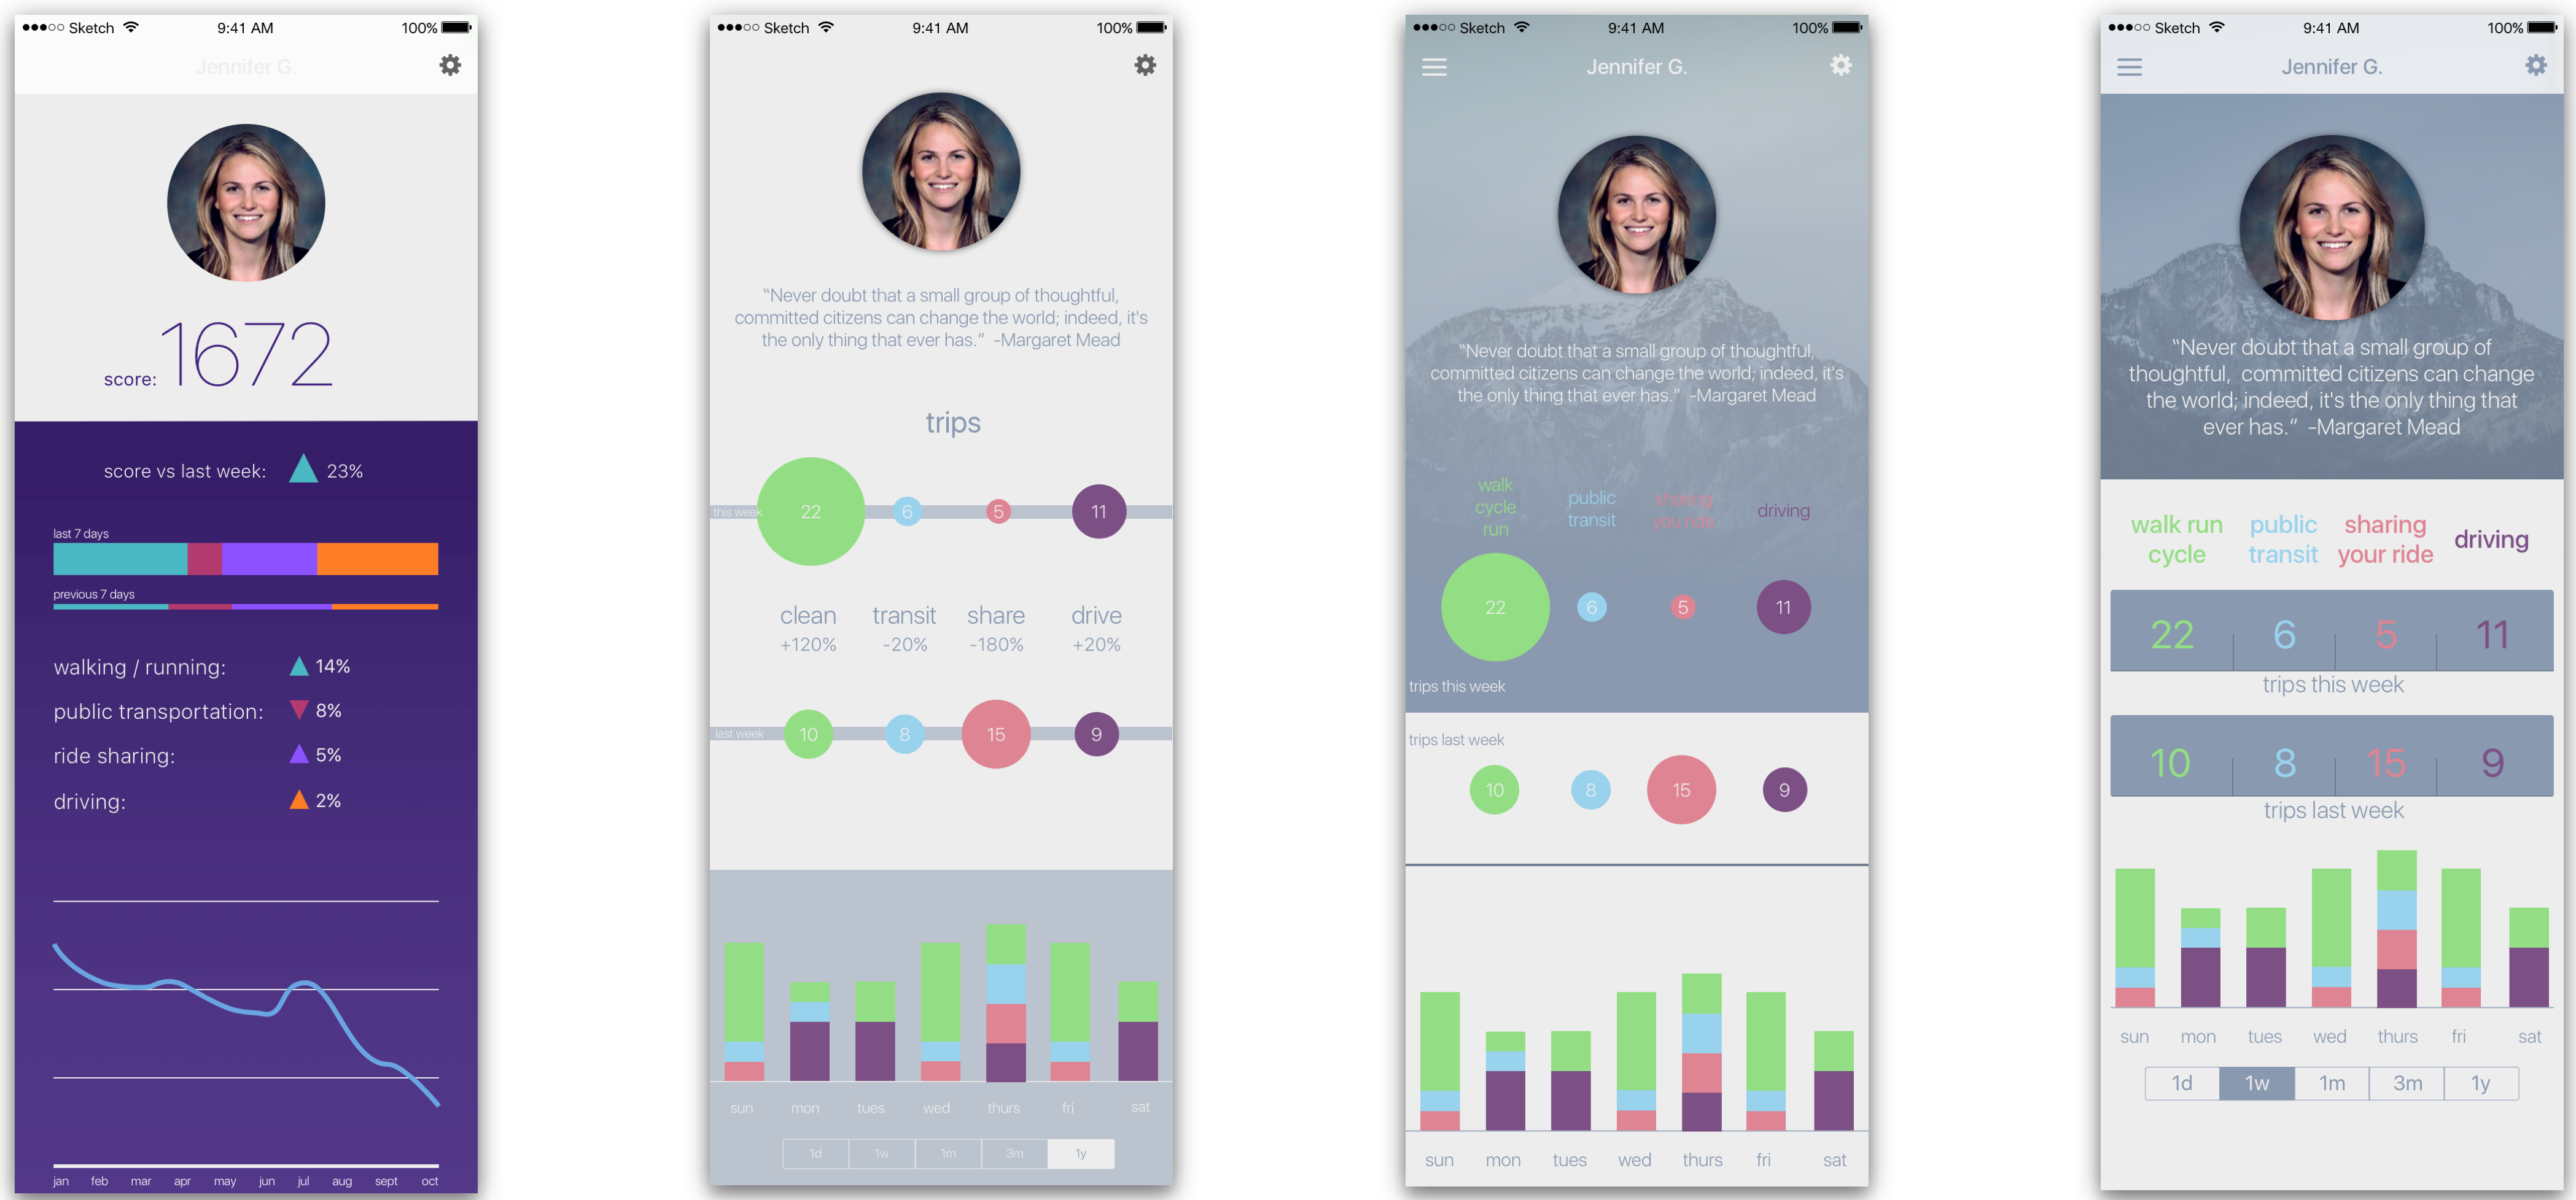 Sketch 9:41 AM 100%
Jennifer G.
score: 1672
score vs last week: 23%
last 7 days
previous 7 days
walking / running: 14%
public transportation: 8%
ride sharing: 5%
driving: 2%
jan feb mar apr may jun jul aug sept oct
Sketch 9:41 AM 100%
“Never doubt that a small group of thoughtful,
committed citizens can change the world; indeed, it's
the only thing that ever has.” -Margaret Mead
trips
this week 22 6 5 11
clean transit share drive
+120% -20% -180% +20%
last week 10 8 15 9
sun mon tues wed thurs fri sat
1d 1w 1m 3m 1y
Sketch 9:41 AM 100%
Jennifer G.
“Never doubt that a small group of thoughtful,
committed citizens can change the world; indeed, it's
the only thing that ever has.” -Margaret Mead
walk
cycle
run
public
transit
sharing
you ride
driving
22 6 5 11
trips this week
trips last week
10 8 15 9
sun mon tues wed thurs fri sat
Sketch 9:41 AM 100%
Jennifer G.
“Never doubt that a small group of
thoughtful, committed citizens can change
the world; indeed, it's the only thing that
ever has.” -Margaret Mead
walk run
cycle
public
transit
sharing
your ride
driving
22 6 5 11
trips this week
10 8 15 9
trips last week
sun mon tues wed thurs fri sat
1d 1w 1m 3m 1y